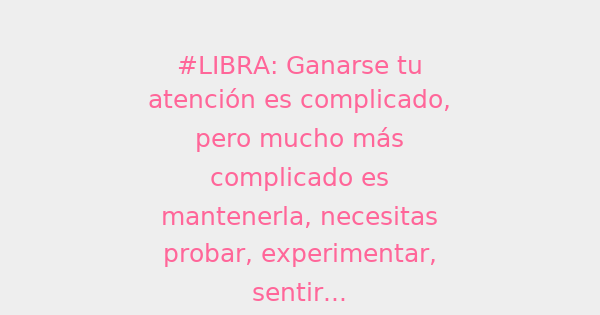 #LIBRA: Ganarse tu
atención es complicado,
pero mucho más
complicado es
mantenerla, necesitas
probar, experimentar,
sentir...